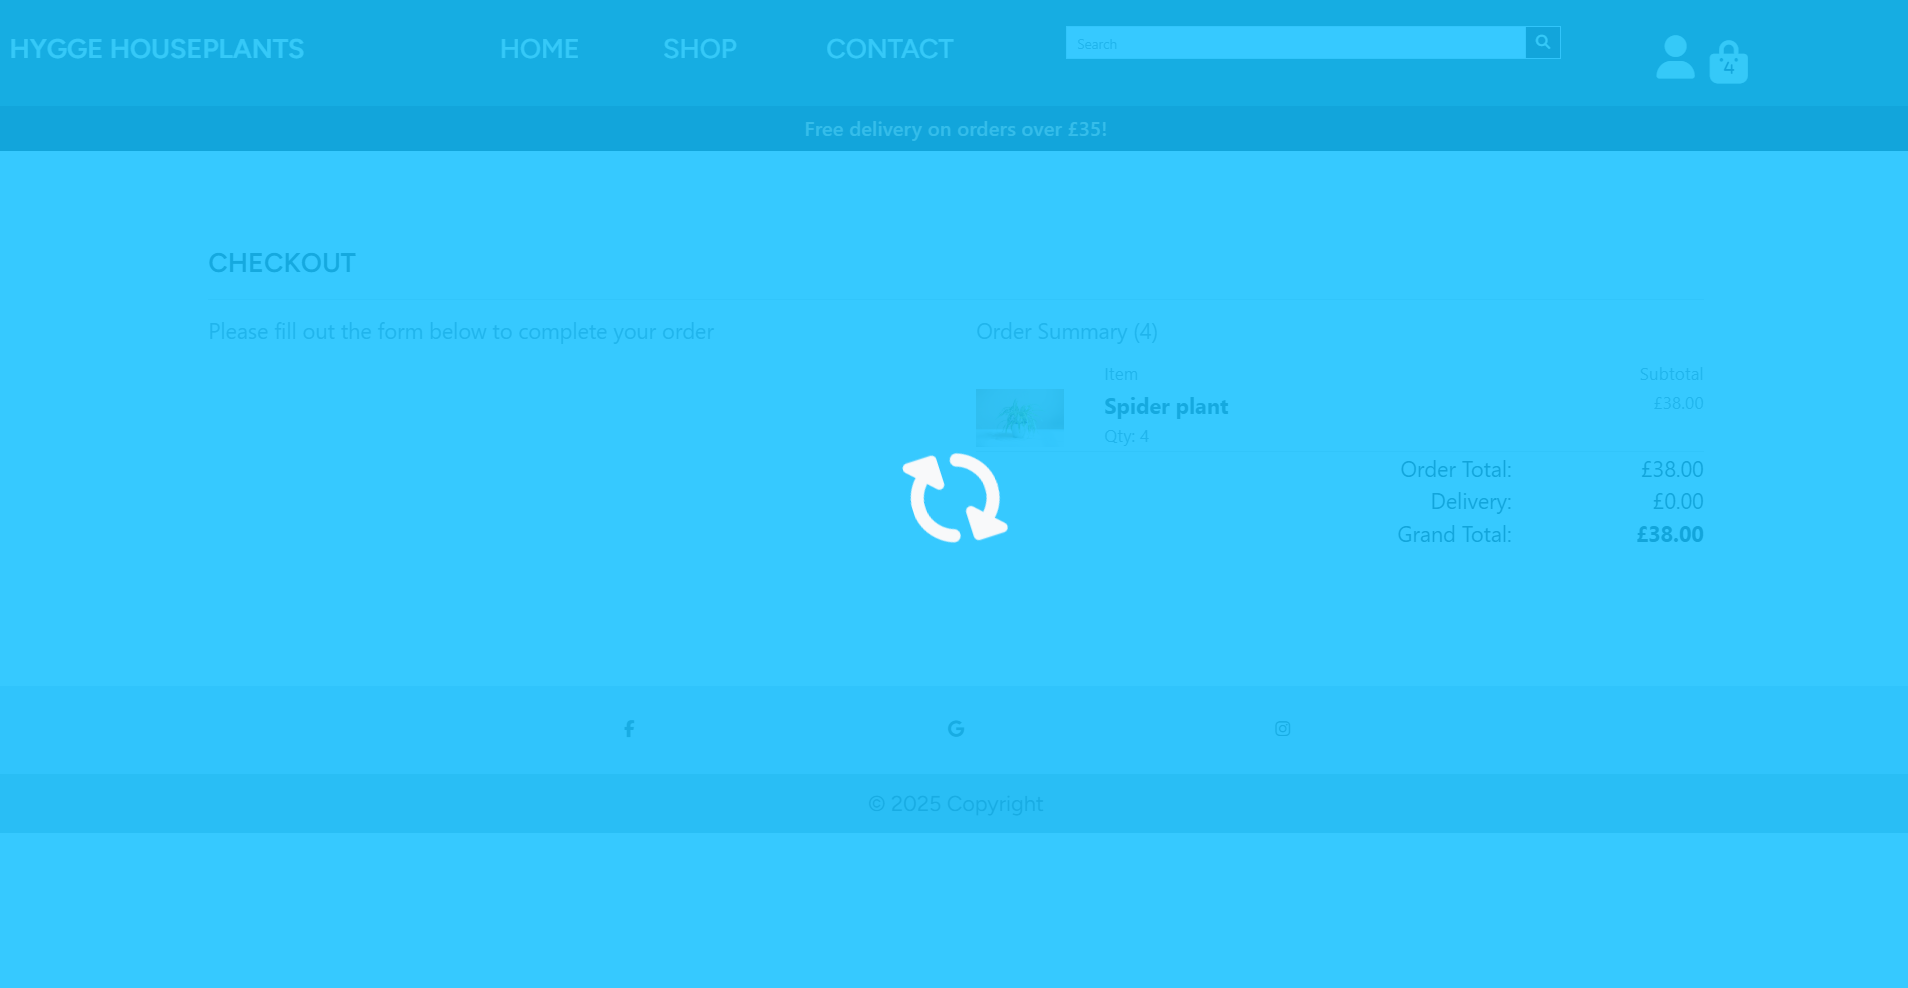 HYGGE HOUSEPLANTS
HOME
SHOP
CONTACT
Search
4
Free delivery on orders over £35!
CHECKOUT
Please fill out the form below to complete your order
Order Summary (4)
Item
Subtotal
Spider plant
£38.00
Qty: 4
Order Total:
£38.00
Delivery:
£0.00
Grand Total:
£38.00
© 2025 Copyright